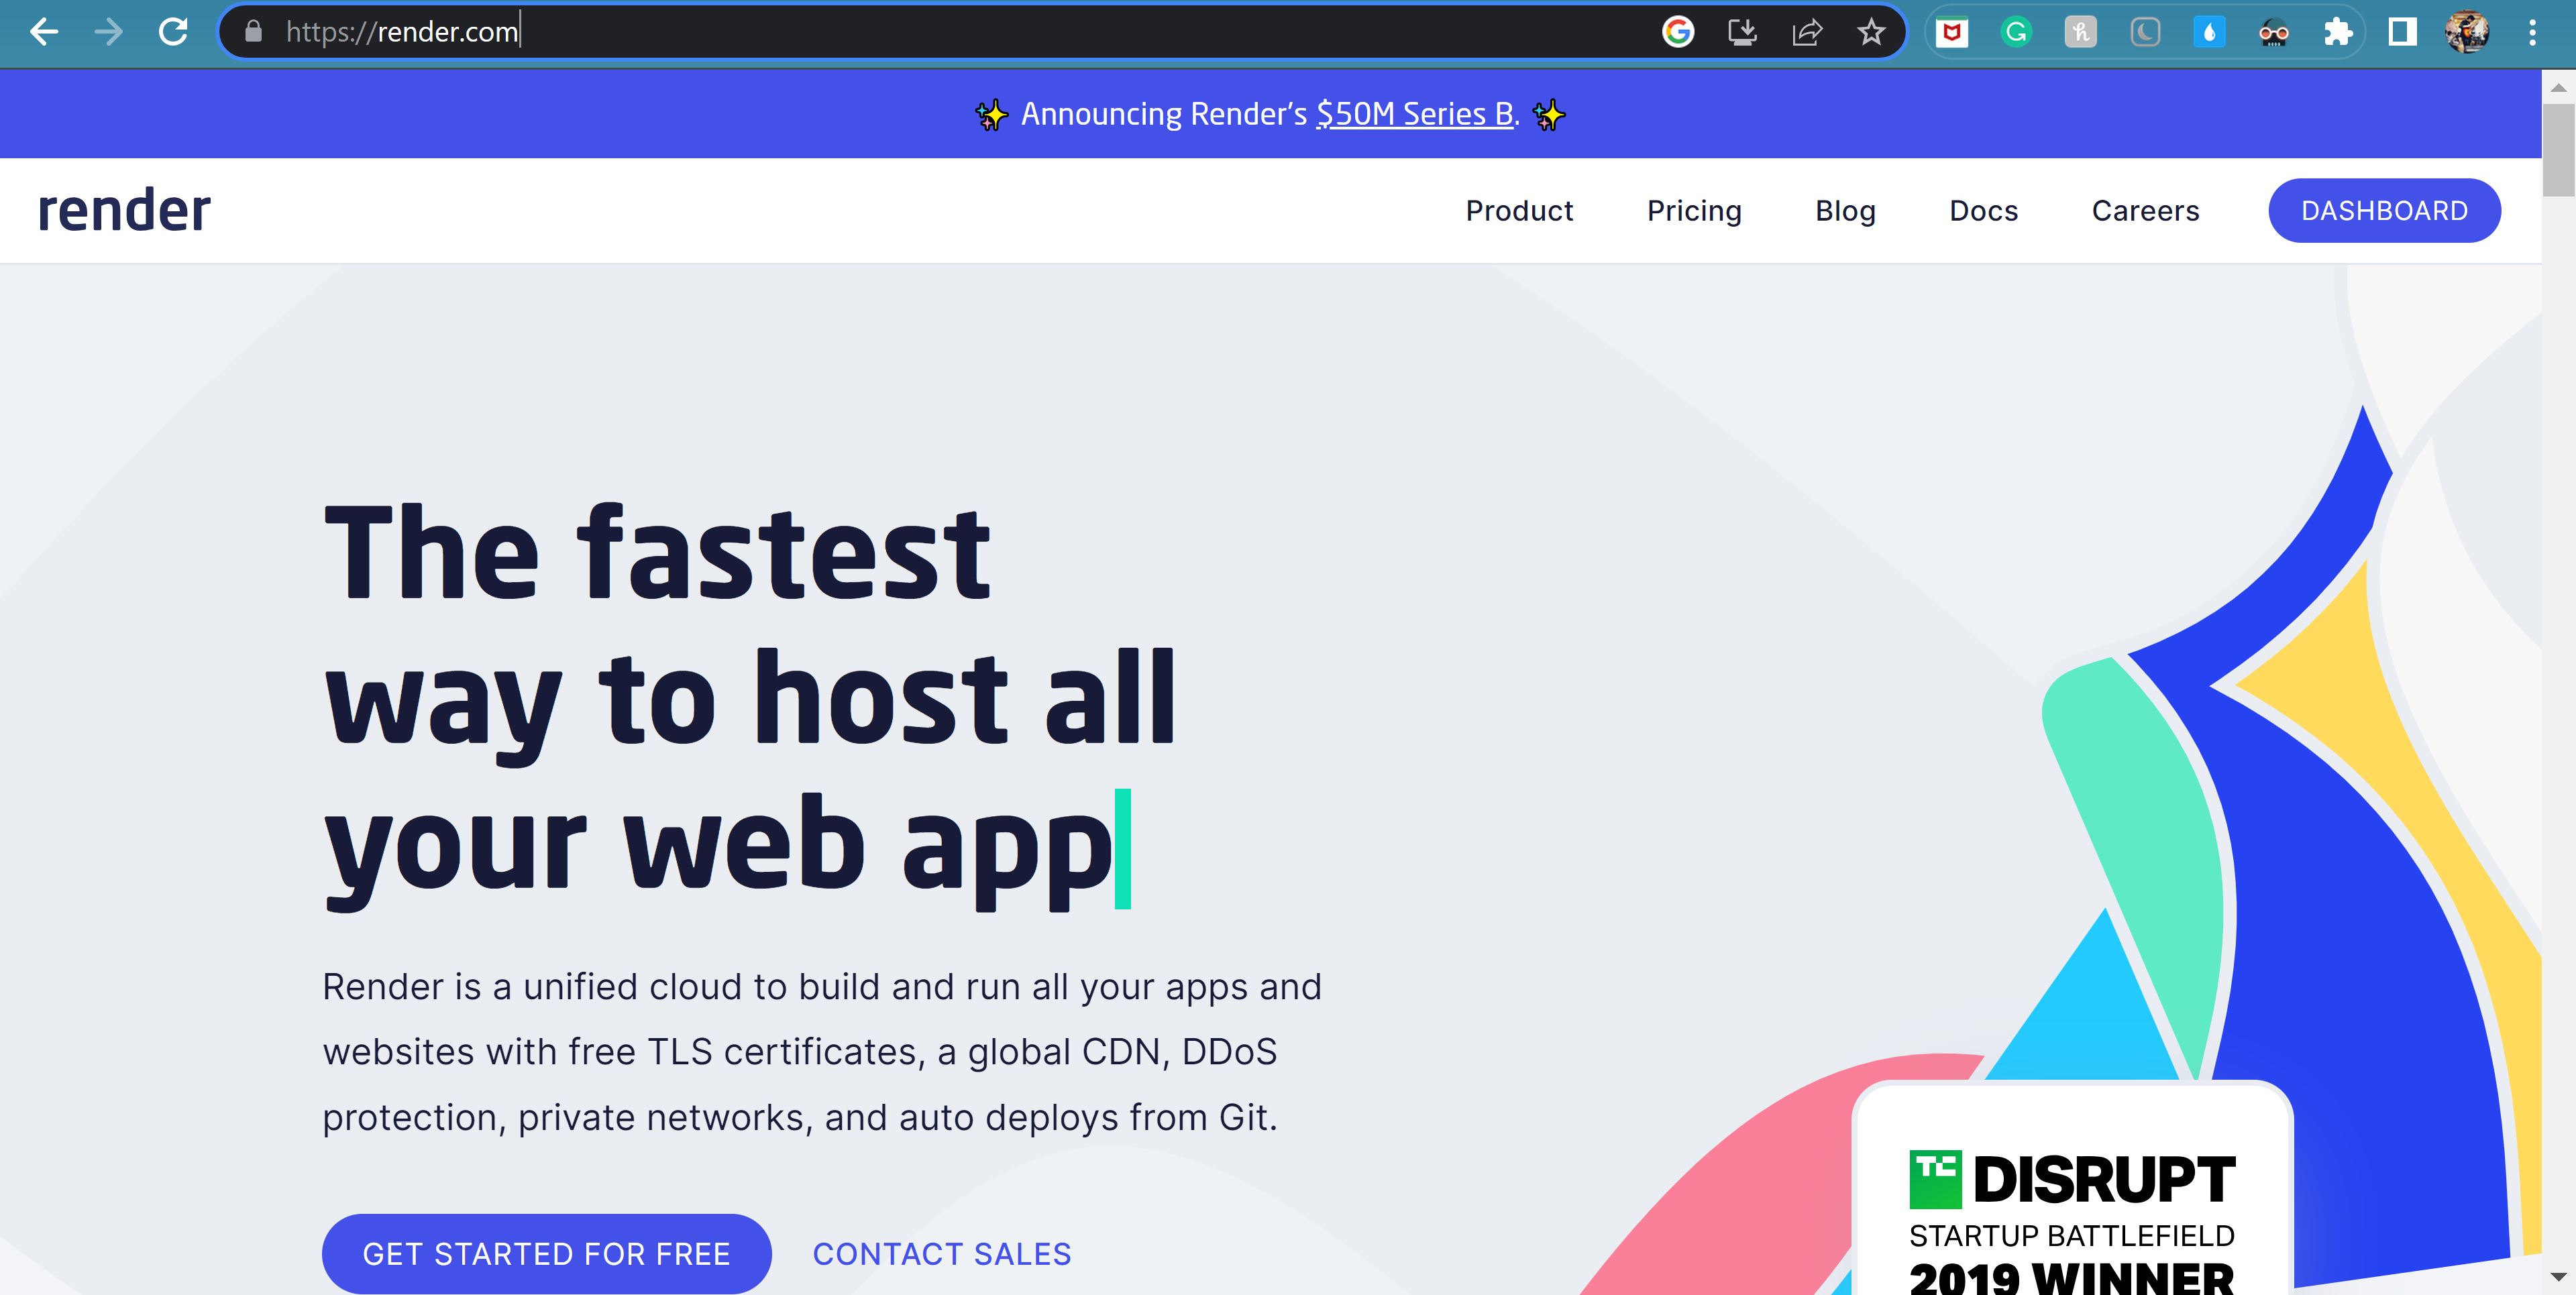 https://render.com
✨ Announcing Render's $50M Series B. ✨
render
Product Pricing Blog Docs Careers DASHBOARD
The fastest
way to host all
your web app
Render is a unified cloud to build and run all your apps and
websites with free TLS certificates, a global CDN, DDoS
protection, private networks, and auto deploys from Git.
GET STARTED FOR FREE CONTACT SALES
TC DISRUPT
STARTUP BATTLEFIELD
2019 WINNER